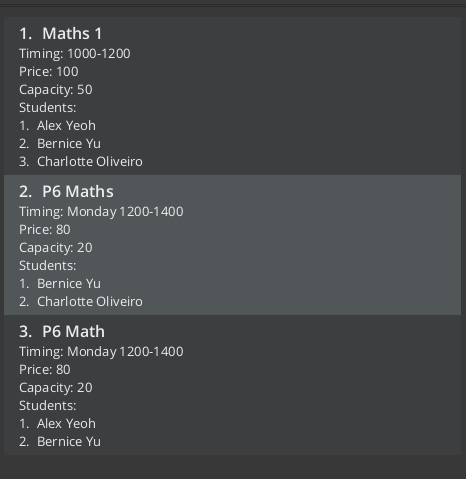 1. Maths 1
Timing: 1000-1200
Price: 100
Capacity: 50
Students:
1. Alex Yeoh
2. Bernice Yu
3. Charlotte Oliveiro
2. P6 Maths
Timing: Monday 1200-1400
Price: 80
Capacity: 20
Students:
1. Bernice Yu
2. Charlotte Oliveiro
3. P6 Math
Timing: Monday 1200-1400
Price: 80
Capacity: 20
Students:
1. Alex Yeoh
2. Bernice Yu